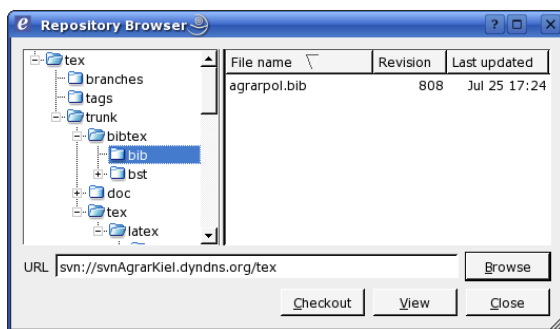 Repository Browser
tex
branches
tags
trunk
bibtex
bib
bst
doc
tex
latex
File name Revision Last updated
agrarpol.bib 808 Jul 25 17:24
URL svn://svnAgrarKiel.dyndns.org/tex Browse
Checkout View Close